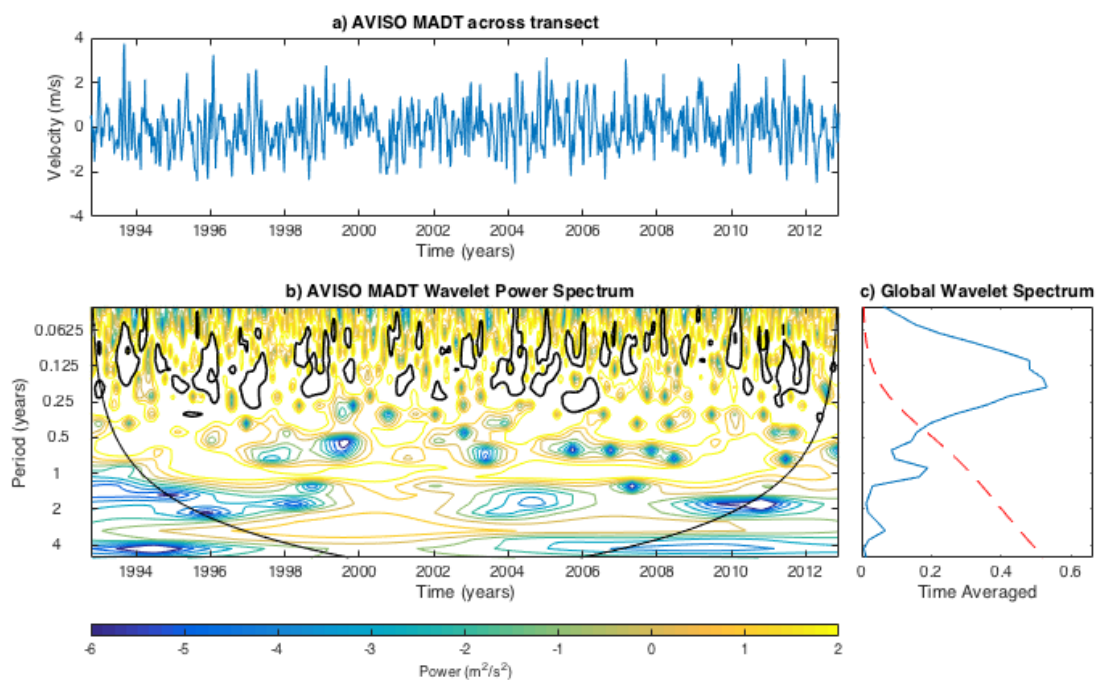 a) AVISO MADT across transect
4
2
0
-2
-4
Velocity (m/s)
1994 1996 1998 2000 2002 2004 2006 2008 2010 2012
Time (years)
b) AVISO MADT Wavelet Power Spectrum
0.0625
0.125
0.25
0.5
1
2
4
Period (years)
1994 1996 1998 2000 2002 2004 2006 2008 2010 2012
Time (years)
c) Global Wavelet Spectrum
0 0.2 0.4 0.6
Time Averaged
-6 -5 -4 -3 -2 -1 0 1 2
Power (m²/s²)